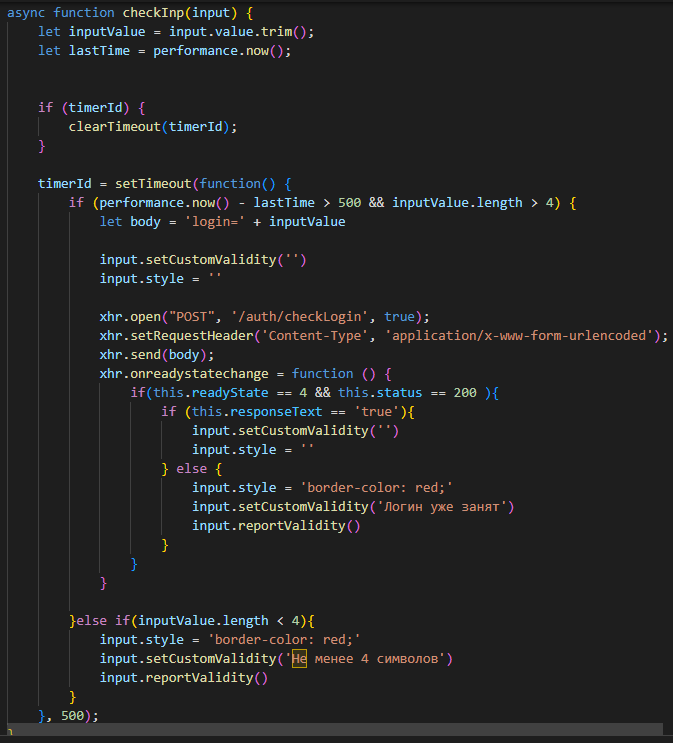 async function checkInp(input) {
let inputValue = input.value.trim();
let lastTime = performance.now();
if (timerId) {
clearTimeout(timerId);
}
timerId = setTimeout(function() {
if (performance.now() - lastTime > 500 && inputValue.length > 4) {
let body = 'login=' + inputValue
input.setCustomValidity('')
input.style = ''
xhr.open("POST", '/auth/checkLogin', true);
xhr.setRequestHeader('Content-Type', 'application/x-www-form-urlencoded');
xhr.send(body);
xhr.onreadystatechange = function () {
if(this.readyState == 4 && this.status == 200 ){
if (this.responseText == 'true'){
input.setCustomValidity('')
input.style = ''
} else {
input.style = 'border-color: red;'
input.setCustomValidity('Логин уже занят')
input.reportValidity()
}
}
}
}else if(inputValue.length < 4){
input.style = 'border-color: red;'
input.setCustomValidity('Не менее 4 символов')
input.reportValidity()
}
}, 500);
}